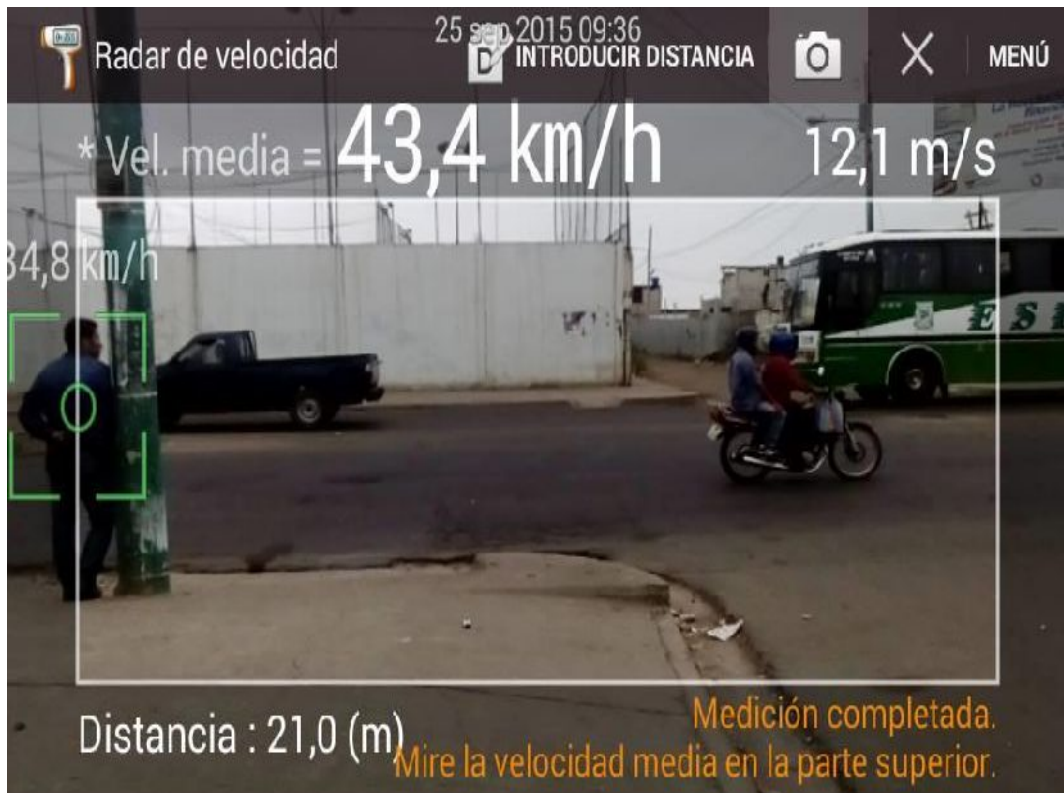 25 sep 2015 09:36
Radar de velocidad
INTRODUCIR DISTANCIA
MENÚ
* Vel. media = 43,4 km/h
12,1 m/s
34,8 km/h
E S
Distancia : 21,0 (m)
Medición completada.
Mire la velocidad media en la parte superior.